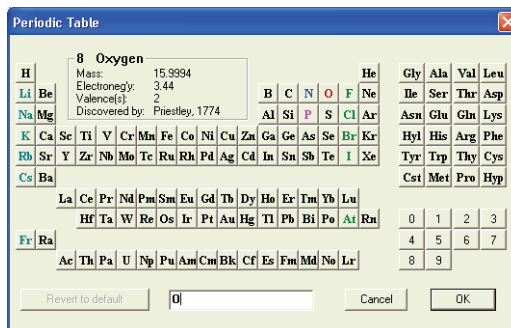 Periodic Table
8 Oxygen
Mass: 15.9994
Electroneg'y: 3.44
Valence(s): 2
Discovered by: Priestley, 1774
H He Gly Ala Val Leu
Li Be B C N O F Ne Ile Ser Thr Asp
Na Mg Al Si P S Cl Ar Asn Glu Gln Lys
K Ca Sc Ti V Cr Mn Fe Co Ni Cu Zn Ga Ge As Se Br Kr Hyl His Arg Phe
Rb Sr Y Zr Nb Mo Tc Ru Rh Pd Ag Cd In Sn Sb Te I Xe Tyr Trp Thy Cys
Cs Ba Cst Met Pro Hyp
La Ce Pr Nd Pm Sm Eu Gd Tb Dy Ho Er Tm Yb Lu
Hf Ta W Re Os Ir Pt Au Hg Tl Pb Bi Po At Rn 0 1 2 3
Fr Ra 4 5 6 7
Ac Th Pa U Np Pu Am Cm Bk Cf Es Fm Md No Lr 8 9
Revert to default O Cancel OK